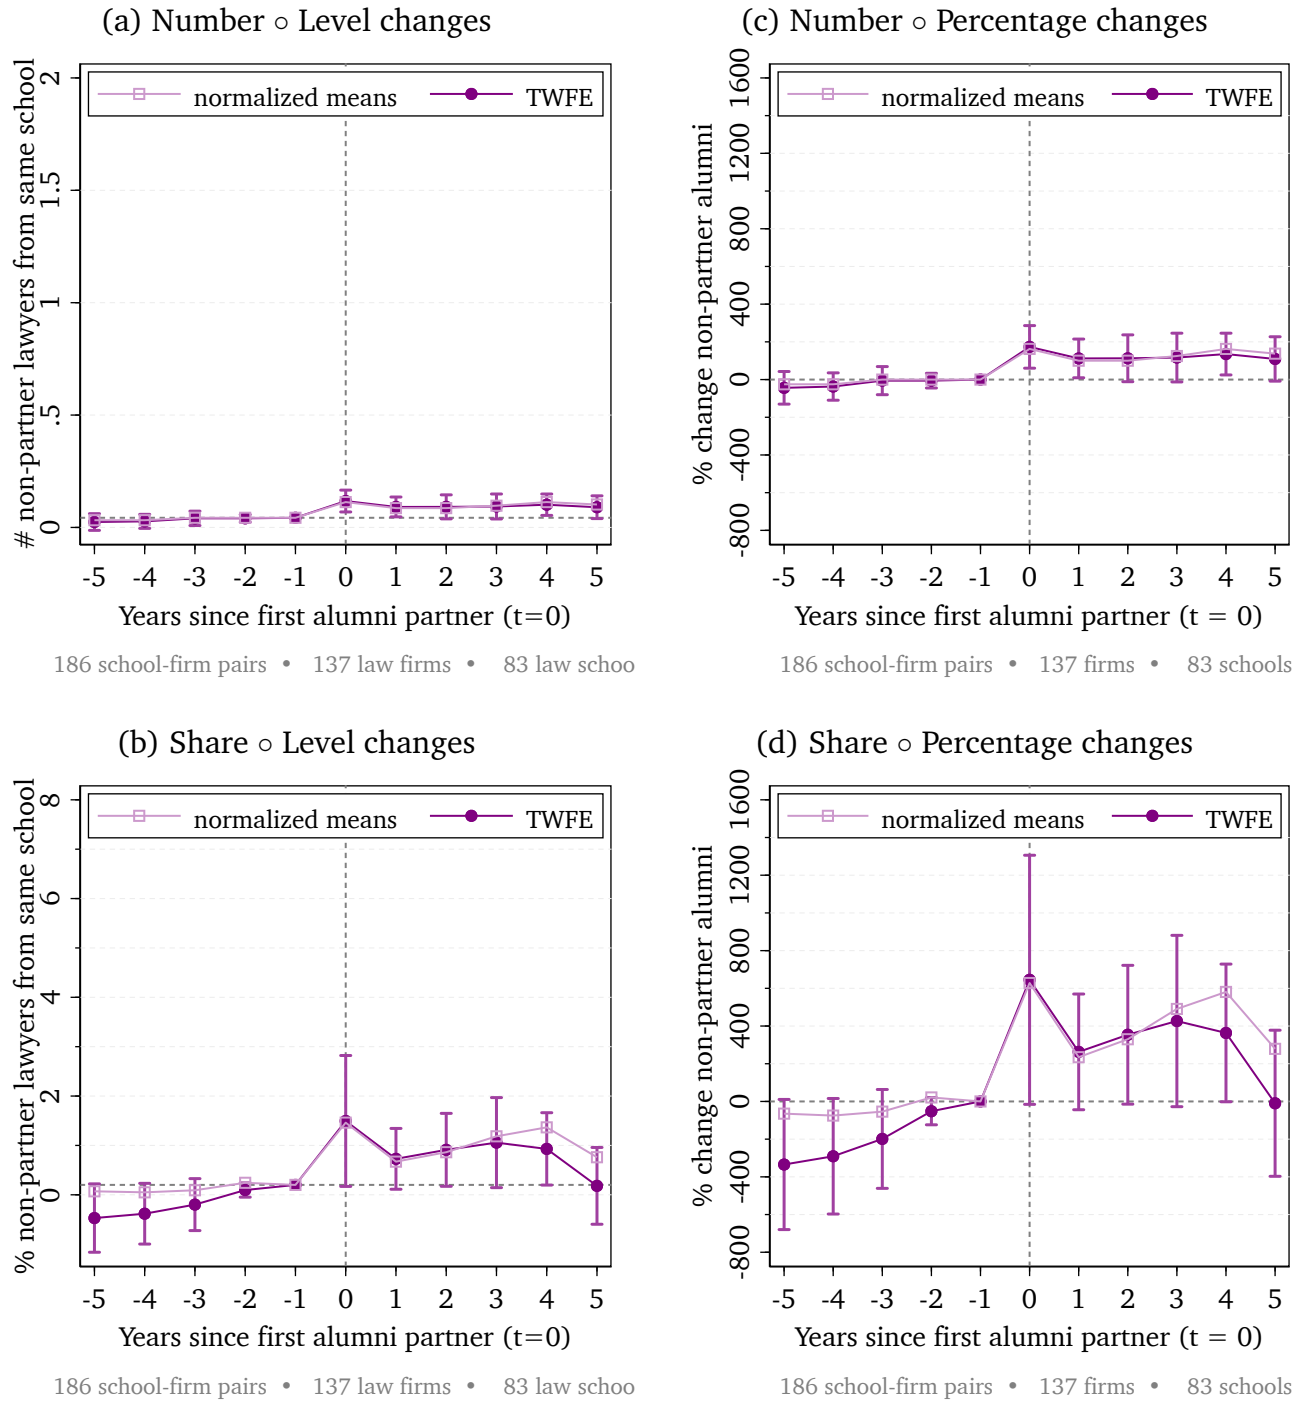 (a) Number ○ Level changes
# non-partner lawyers from same school
2
1.5
1
.5
0
normalized means
TWFE
-5 -4 -3 -2 -1 0 1 2 3 4 5
Years since first alumni partner (t=0)
186 school-firm pairs • 137 law firms • 83 law schoo
(c) Number ○ Percentage changes
% change non-partner alumni
1600
1200
800
400
0
-400
-800
normalized means
TWFE
-5 -4 -3 -2 -1 0 1 2 3 4 5
Years since first alumni partner (t = 0)
186 school-firm pairs • 137 firms • 83 schools
(b) Share ○ Level changes
% non-partner lawyers from same school
8
6
4
2
0
normalized means
TWFE
-5 -4 -3 -2 -1 0 1 2 3 4 5
Years since first alumni partner (t=0)
186 school-firm pairs • 137 law firms • 83 law schoo
(d) Share ○ Percentage changes
% change non-partner alumni
1600
1200
800
400
0
-400
-800
normalized means
TWFE
-5 -4 -3 -2 -1 0 1 2 3 4 5
Years since first alumni partner (t = 0)
186 school-firm pairs • 137 firms • 83 schools